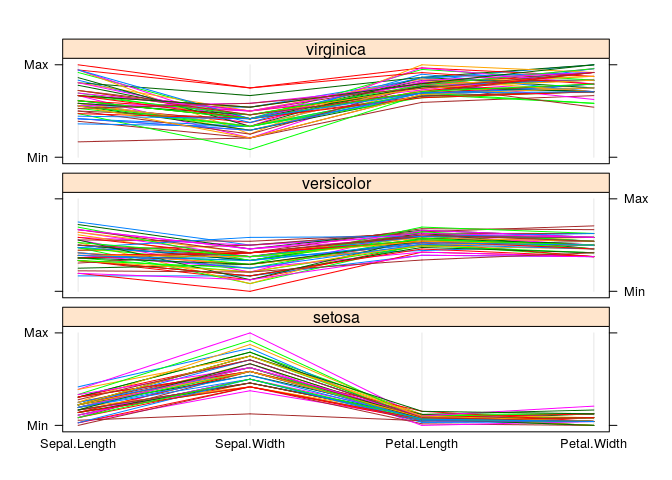 virginica
Max
Min
versicolor
Max
Min
setosa
Max
Min
Sepal.Length Sepal.Width Petal.Length Petal.Width